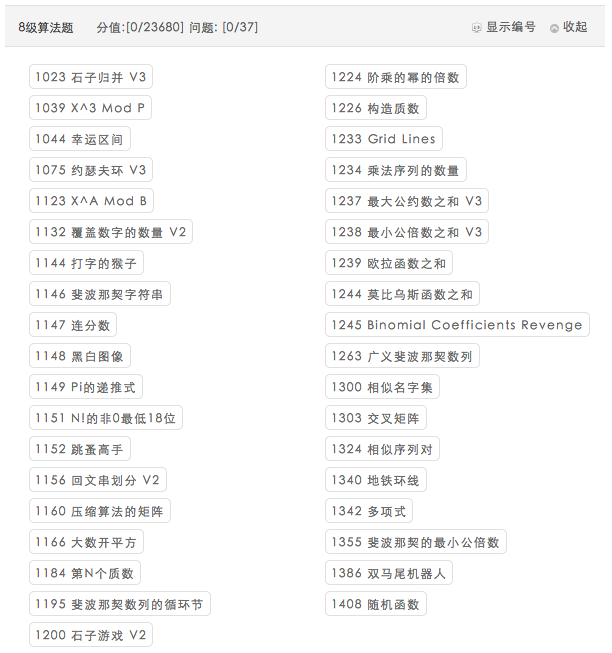 8级算法题 分值:[0/23680] 问题: [0/37] 显示编号 收起
1023 石子归并 V3
1039 X^3 Mod P
1044 幸运区间
1075 约瑟夫环 V3
1123 X^A Mod B
1132 覆盖数字的数量 V2
1144 打字的猴子
1146 斐波那契字符串
1147 连分数
1148 黑白图像
1149 Pi的递推式
1151 N!的非0最低18位
1152 跳蚤高手
1156 回文串划分 V2
1160 压缩算法的矩阵
1166 大数开平方
1184 第N个质数
1195 斐波那契数列的循环节
1200 石子游戏 V2
1224 阶乘的幂的倍数
1226 构造质数
1233 Grid Lines
1234 乘法序列的数量
1237 最大公约数之和 V3
1238 最小公倍数之和 V3
1239 欧拉函数之和
1244 莫比乌斯函数之和
1245 Binomial Coefficients Revenge
1263 广义斐波那契数列
1300 相似名字集
1303 交叉矩阵
1324 相似序列对
1340 地铁环线
1342 多项式
1355 斐波那契的最小公倍数
1386 双马尾机器人
1408 随机函数